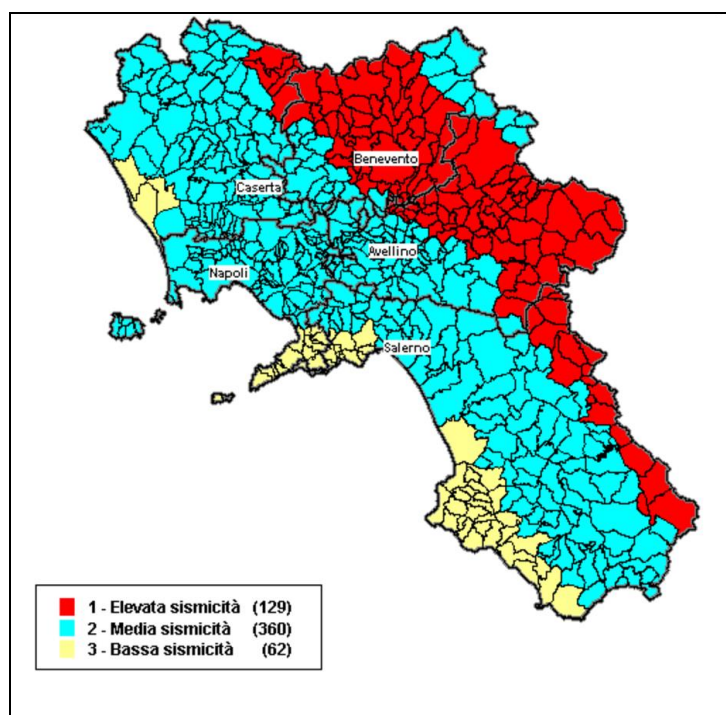 Benevento
Caserta
Avellino
Napoli
Salerno
1 - Elevata sismicità (129)
2 - Media sismicità (360)
3 - Bassa sismicità (62)